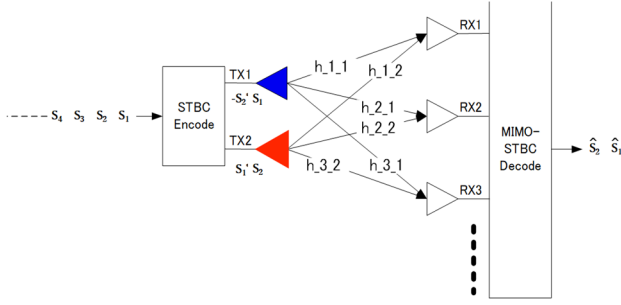 RX1
h_1_1
h_1_2
TX1
-S₂' S₁
STBC
Encode
S₄ S₃ S₂ S₁
h_2_1
h_2_2
RX2
MIMO-
STBC
Decode
Ŝ₂ Ŝ₁
TX2
S₁' S₂
h_3_2
h_3_1
RX3